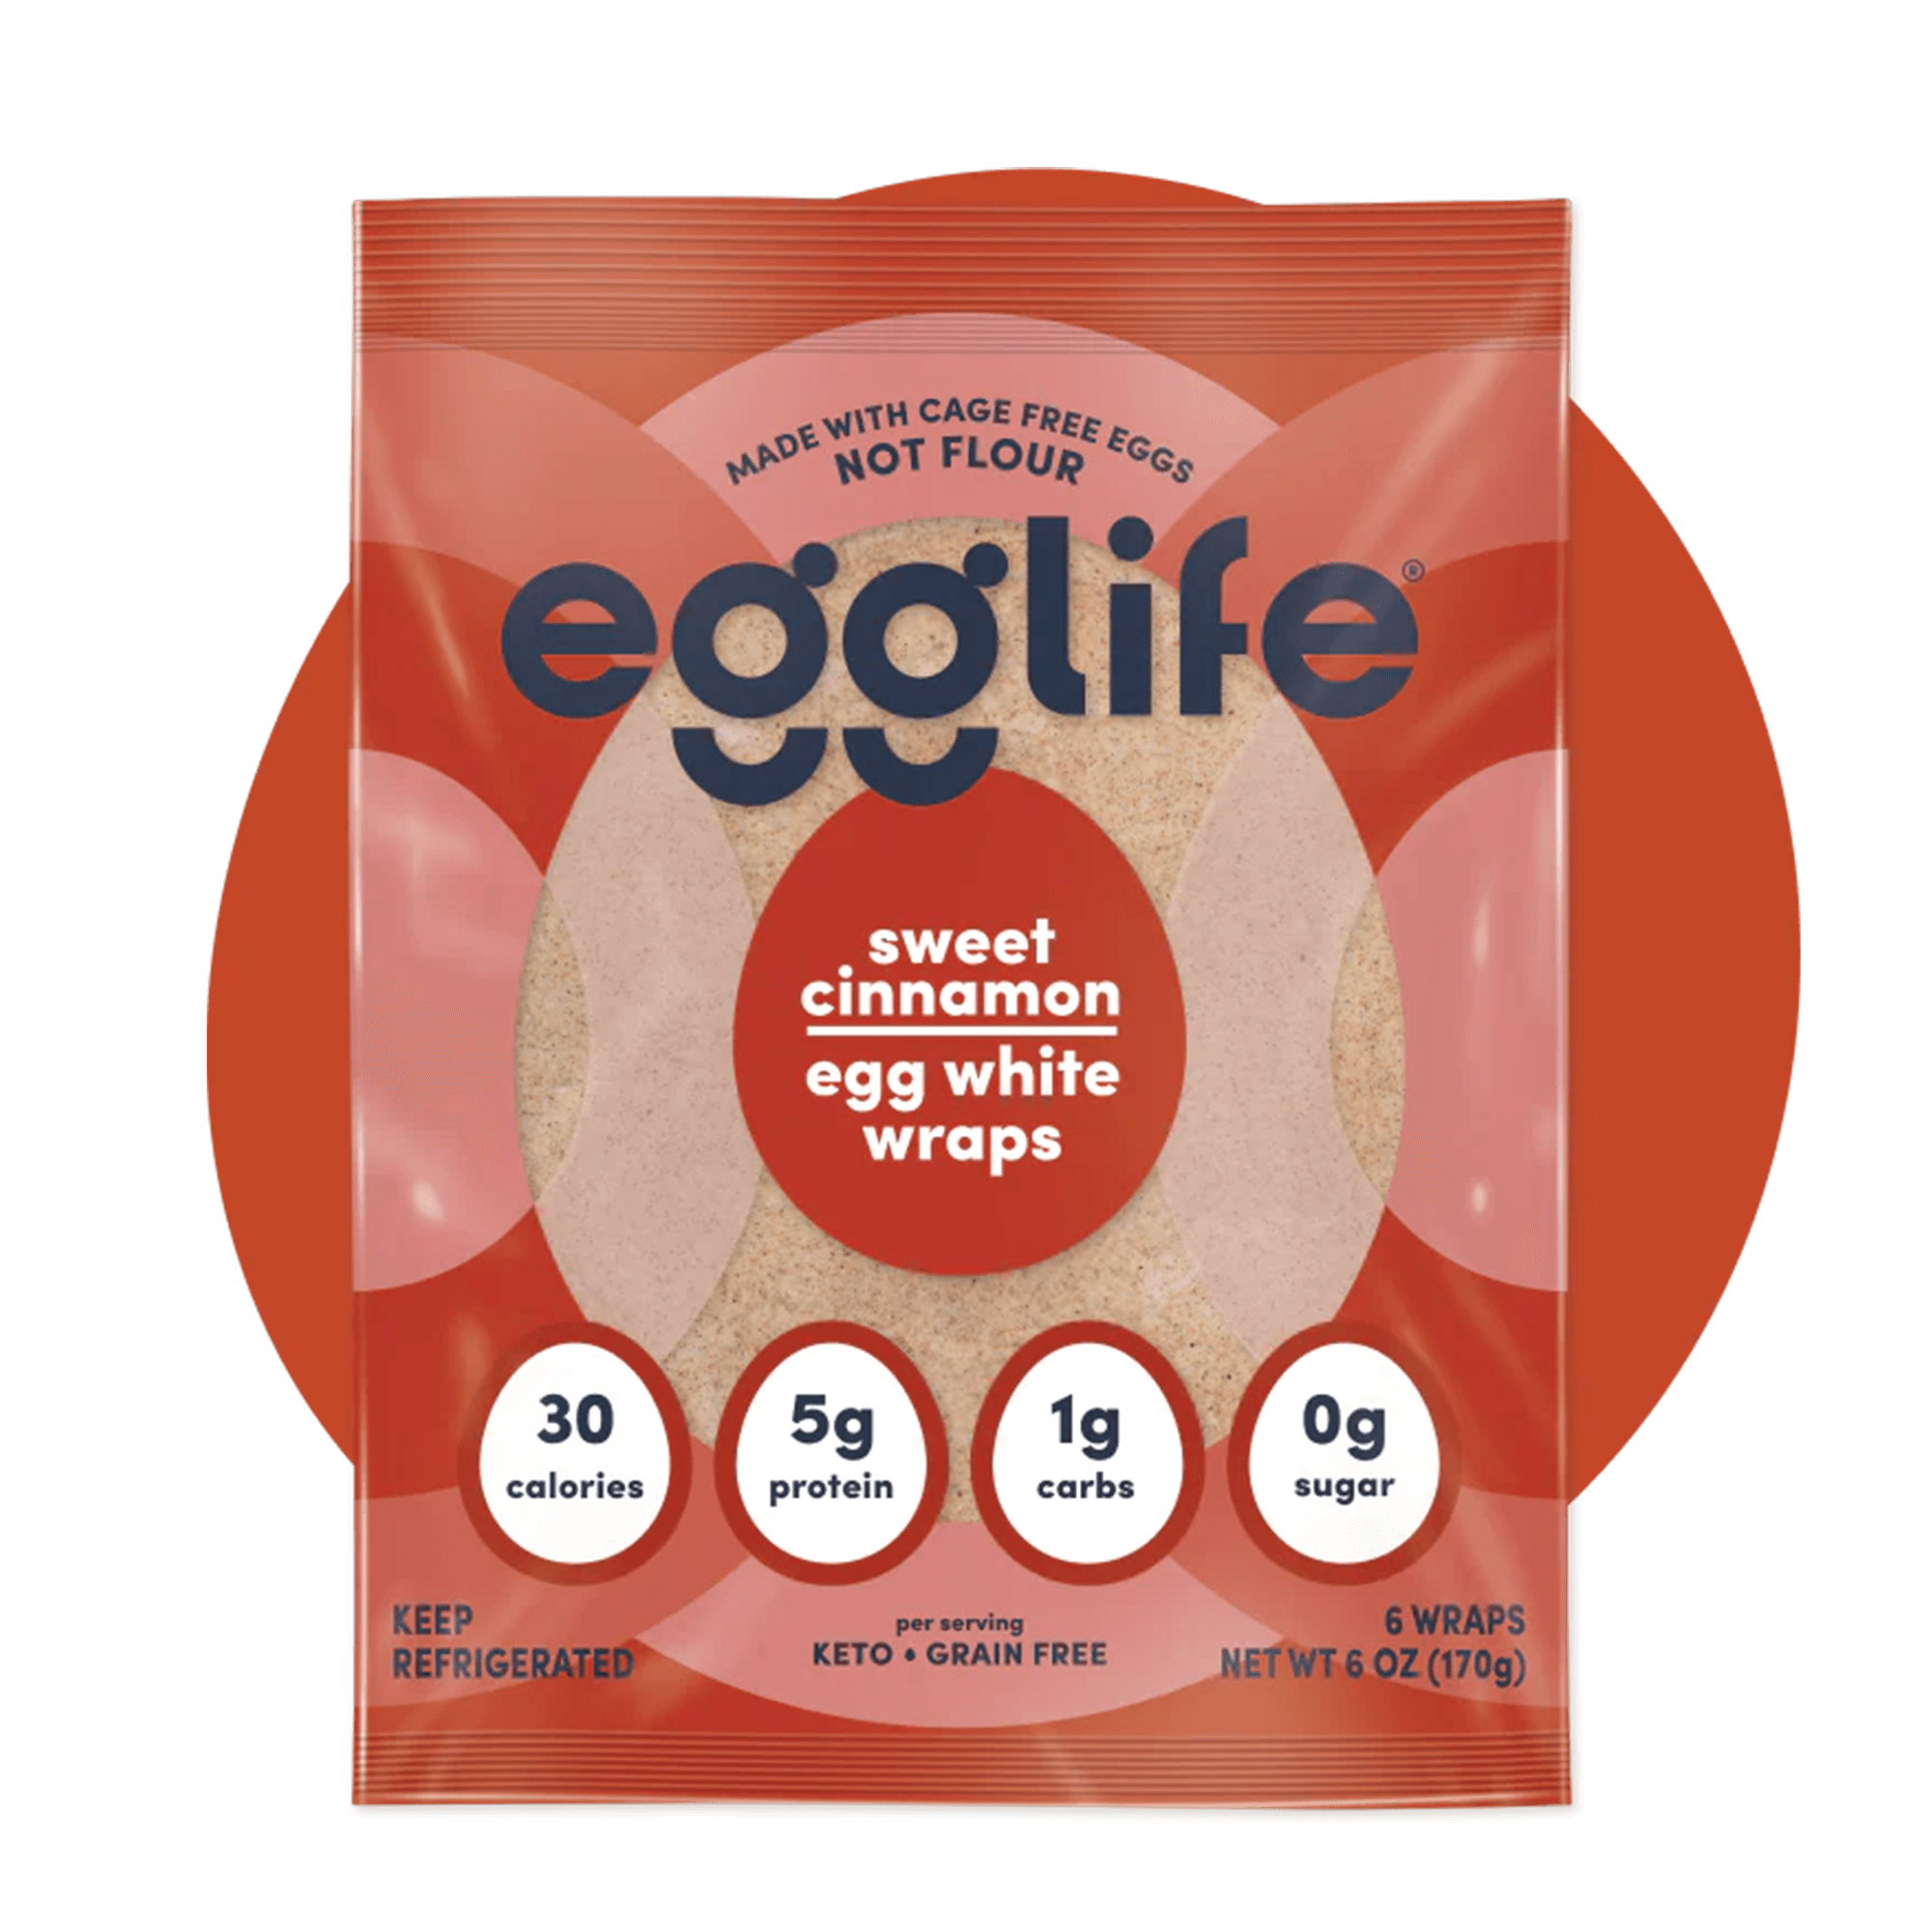 MADE WITH CAGE FREE EGGS
NOT FLOUR
egglife®
sweet
cinnamon
egg white
wraps
30
calories
5g
protein
1g
carbs
0g
sugar
KEEP
REFRIGERATED
per serving
KETO • GRAIN FREE
6 WRAPS
NET WT 6 OZ (170g)